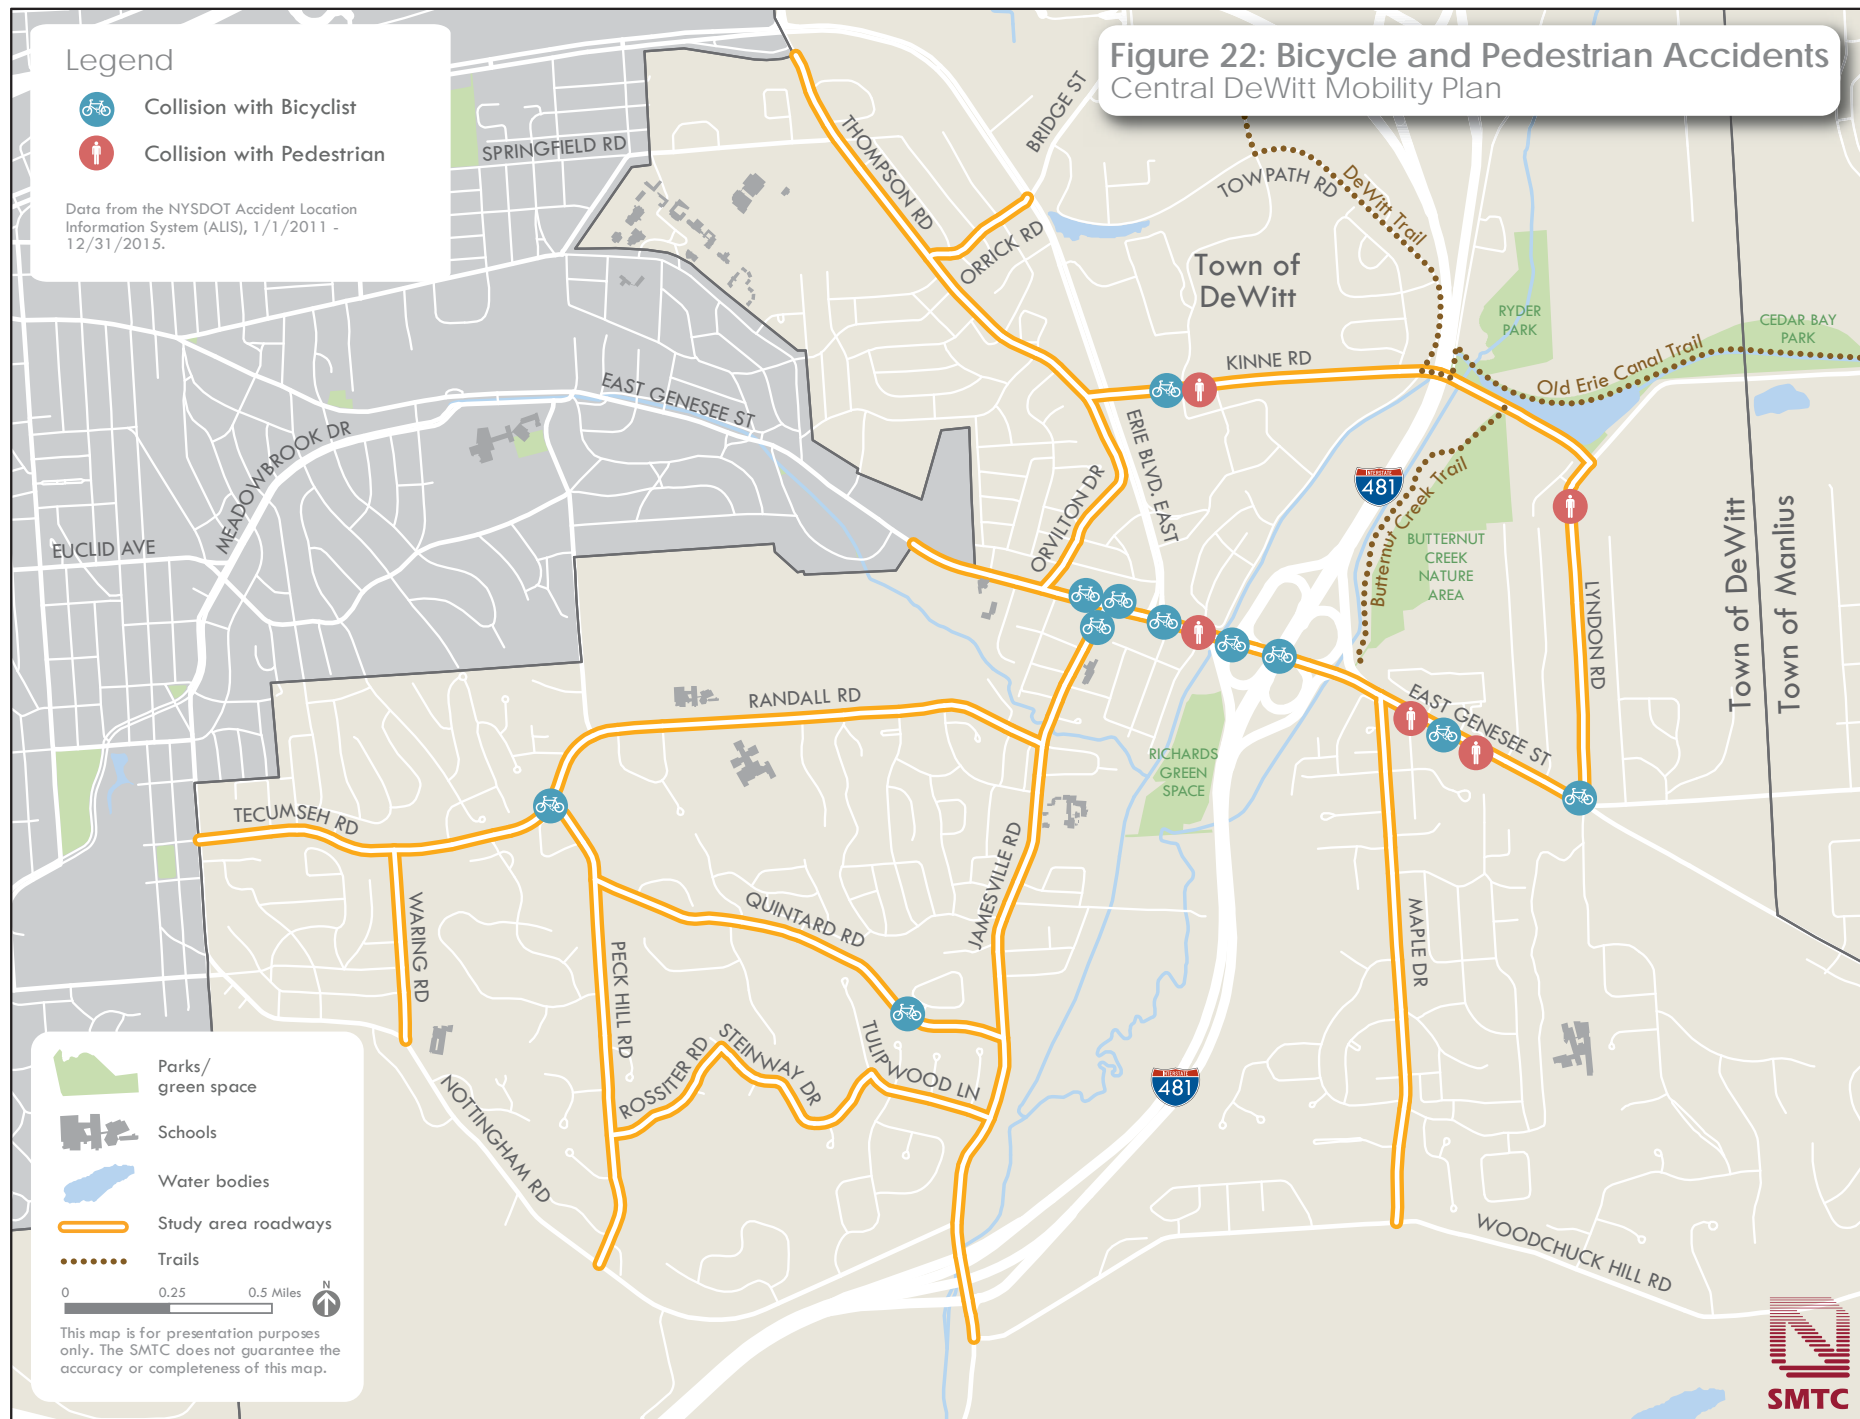 Legend
Collision with Bicyclist
Collision with Pedestrian
Data from the NYSDOT Accident Location
Information System (ALIS), 1/1/2011 -
12/31/2015.
Figure 22: Bicycle and Pedestrian Accidents
Central DeWitt Mobility Plan
SPRINGFIELD RD
THOMPSON RD
BRIDGE ST
ORRICK RD
TOWPATH RD
DeWitt Trail
Town of
DeWitt
RYDER
PARK
CEDAR BAY
PARK
Old Erie Canal Trail
KINNE RD
EAST GENESEE ST
MEADOWBROOK DR
EUCLID AVE
ERIE BLVD. EAST
ORVILTON DR
INTERSTATE
481
Butternut Creek Trail
BUTTERNUT
CREEK
NATURE
AREA
LYNDON RD
Town of DeWitt
Town of Manlius
RANDALL RD
EAST GENESEE ST
RICHARDS
GREEN
SPACE
TECUMSEH RD
WARING RD
QUINTARD RD
JAMESVILLE RD
MAPLE DR
PECK HILL RD
ROSSITER RD
STEINWAY DR
TULIPWOOD LN
NOTTINGHAM RD
INTERSTATE
481
WOODCHUCK HILL RD
Parks/
green space
Schools
Water bodies
Study area roadways
Trails
0 0.25 0.5 Miles
N
This map is for presentation purposes
only. The SMTC does not guarantee the
accuracy or completeness of this map.
SMTC